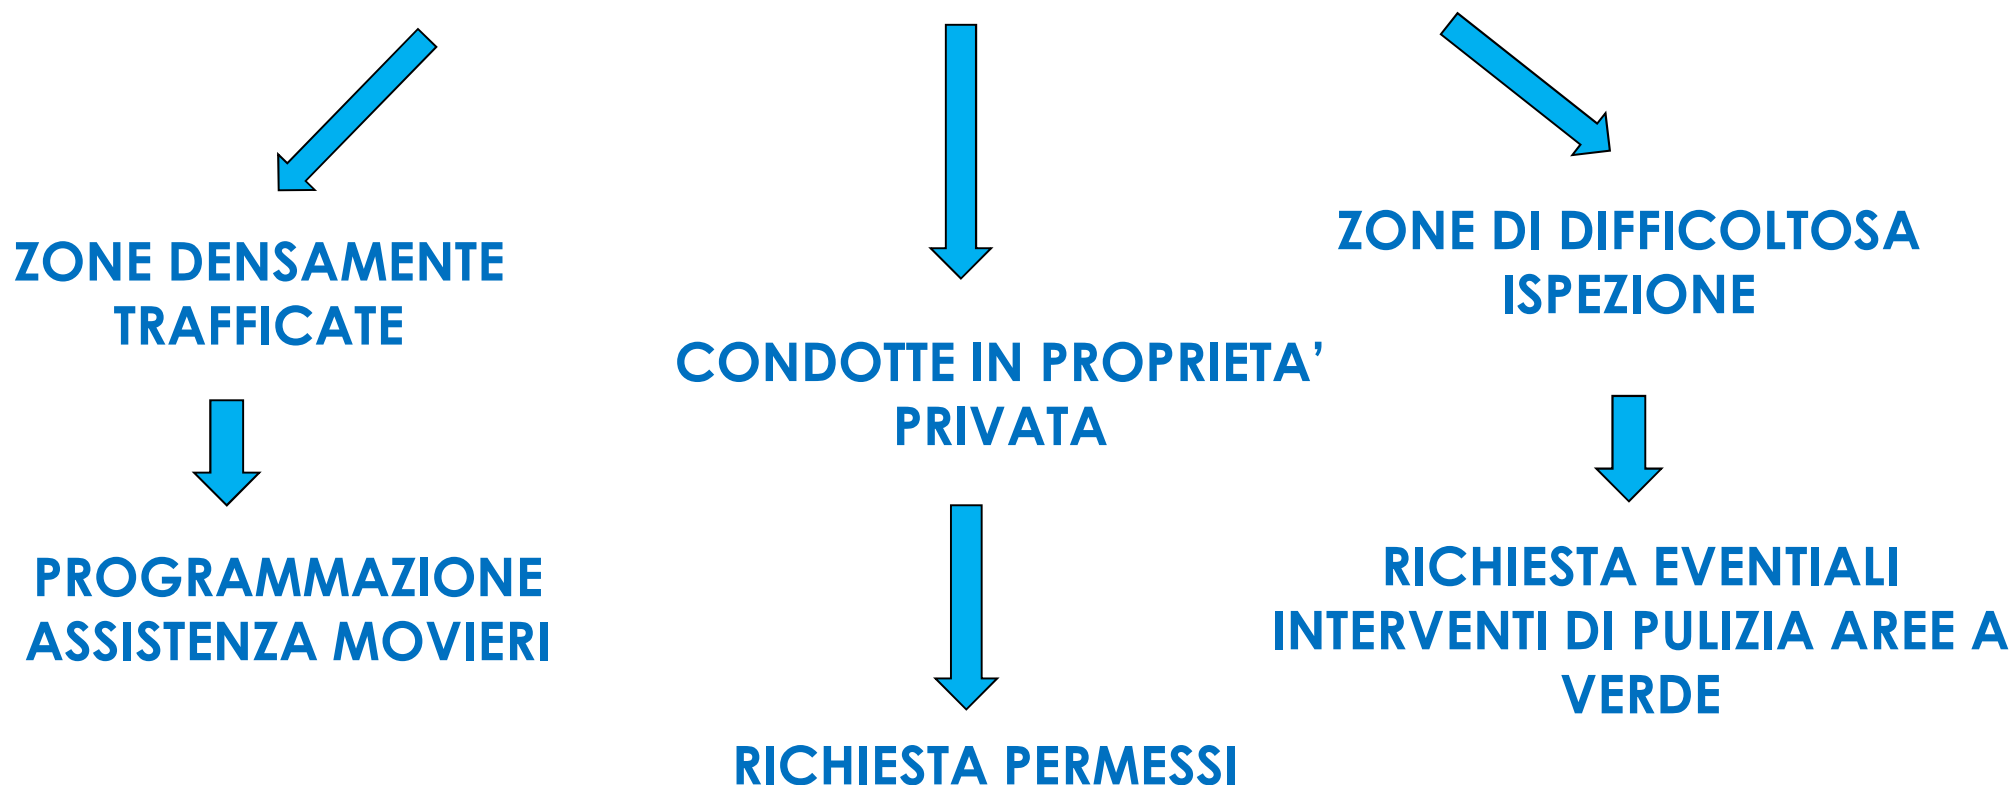 ZONE DENSAMENTE
TRAFFICATE
PROGRAMMAZIONE
ASSISTENZA MOVIERI
CONDOTTE IN PROPRIETA’
PRIVATA
RICHIESTA PERMESSI
ZONE DI DIFFICOLTOSA
ISPEZIONE
RICHIESTA EVENTIALI
INTERVENTI DI PULIZIA AREE A
VERDE